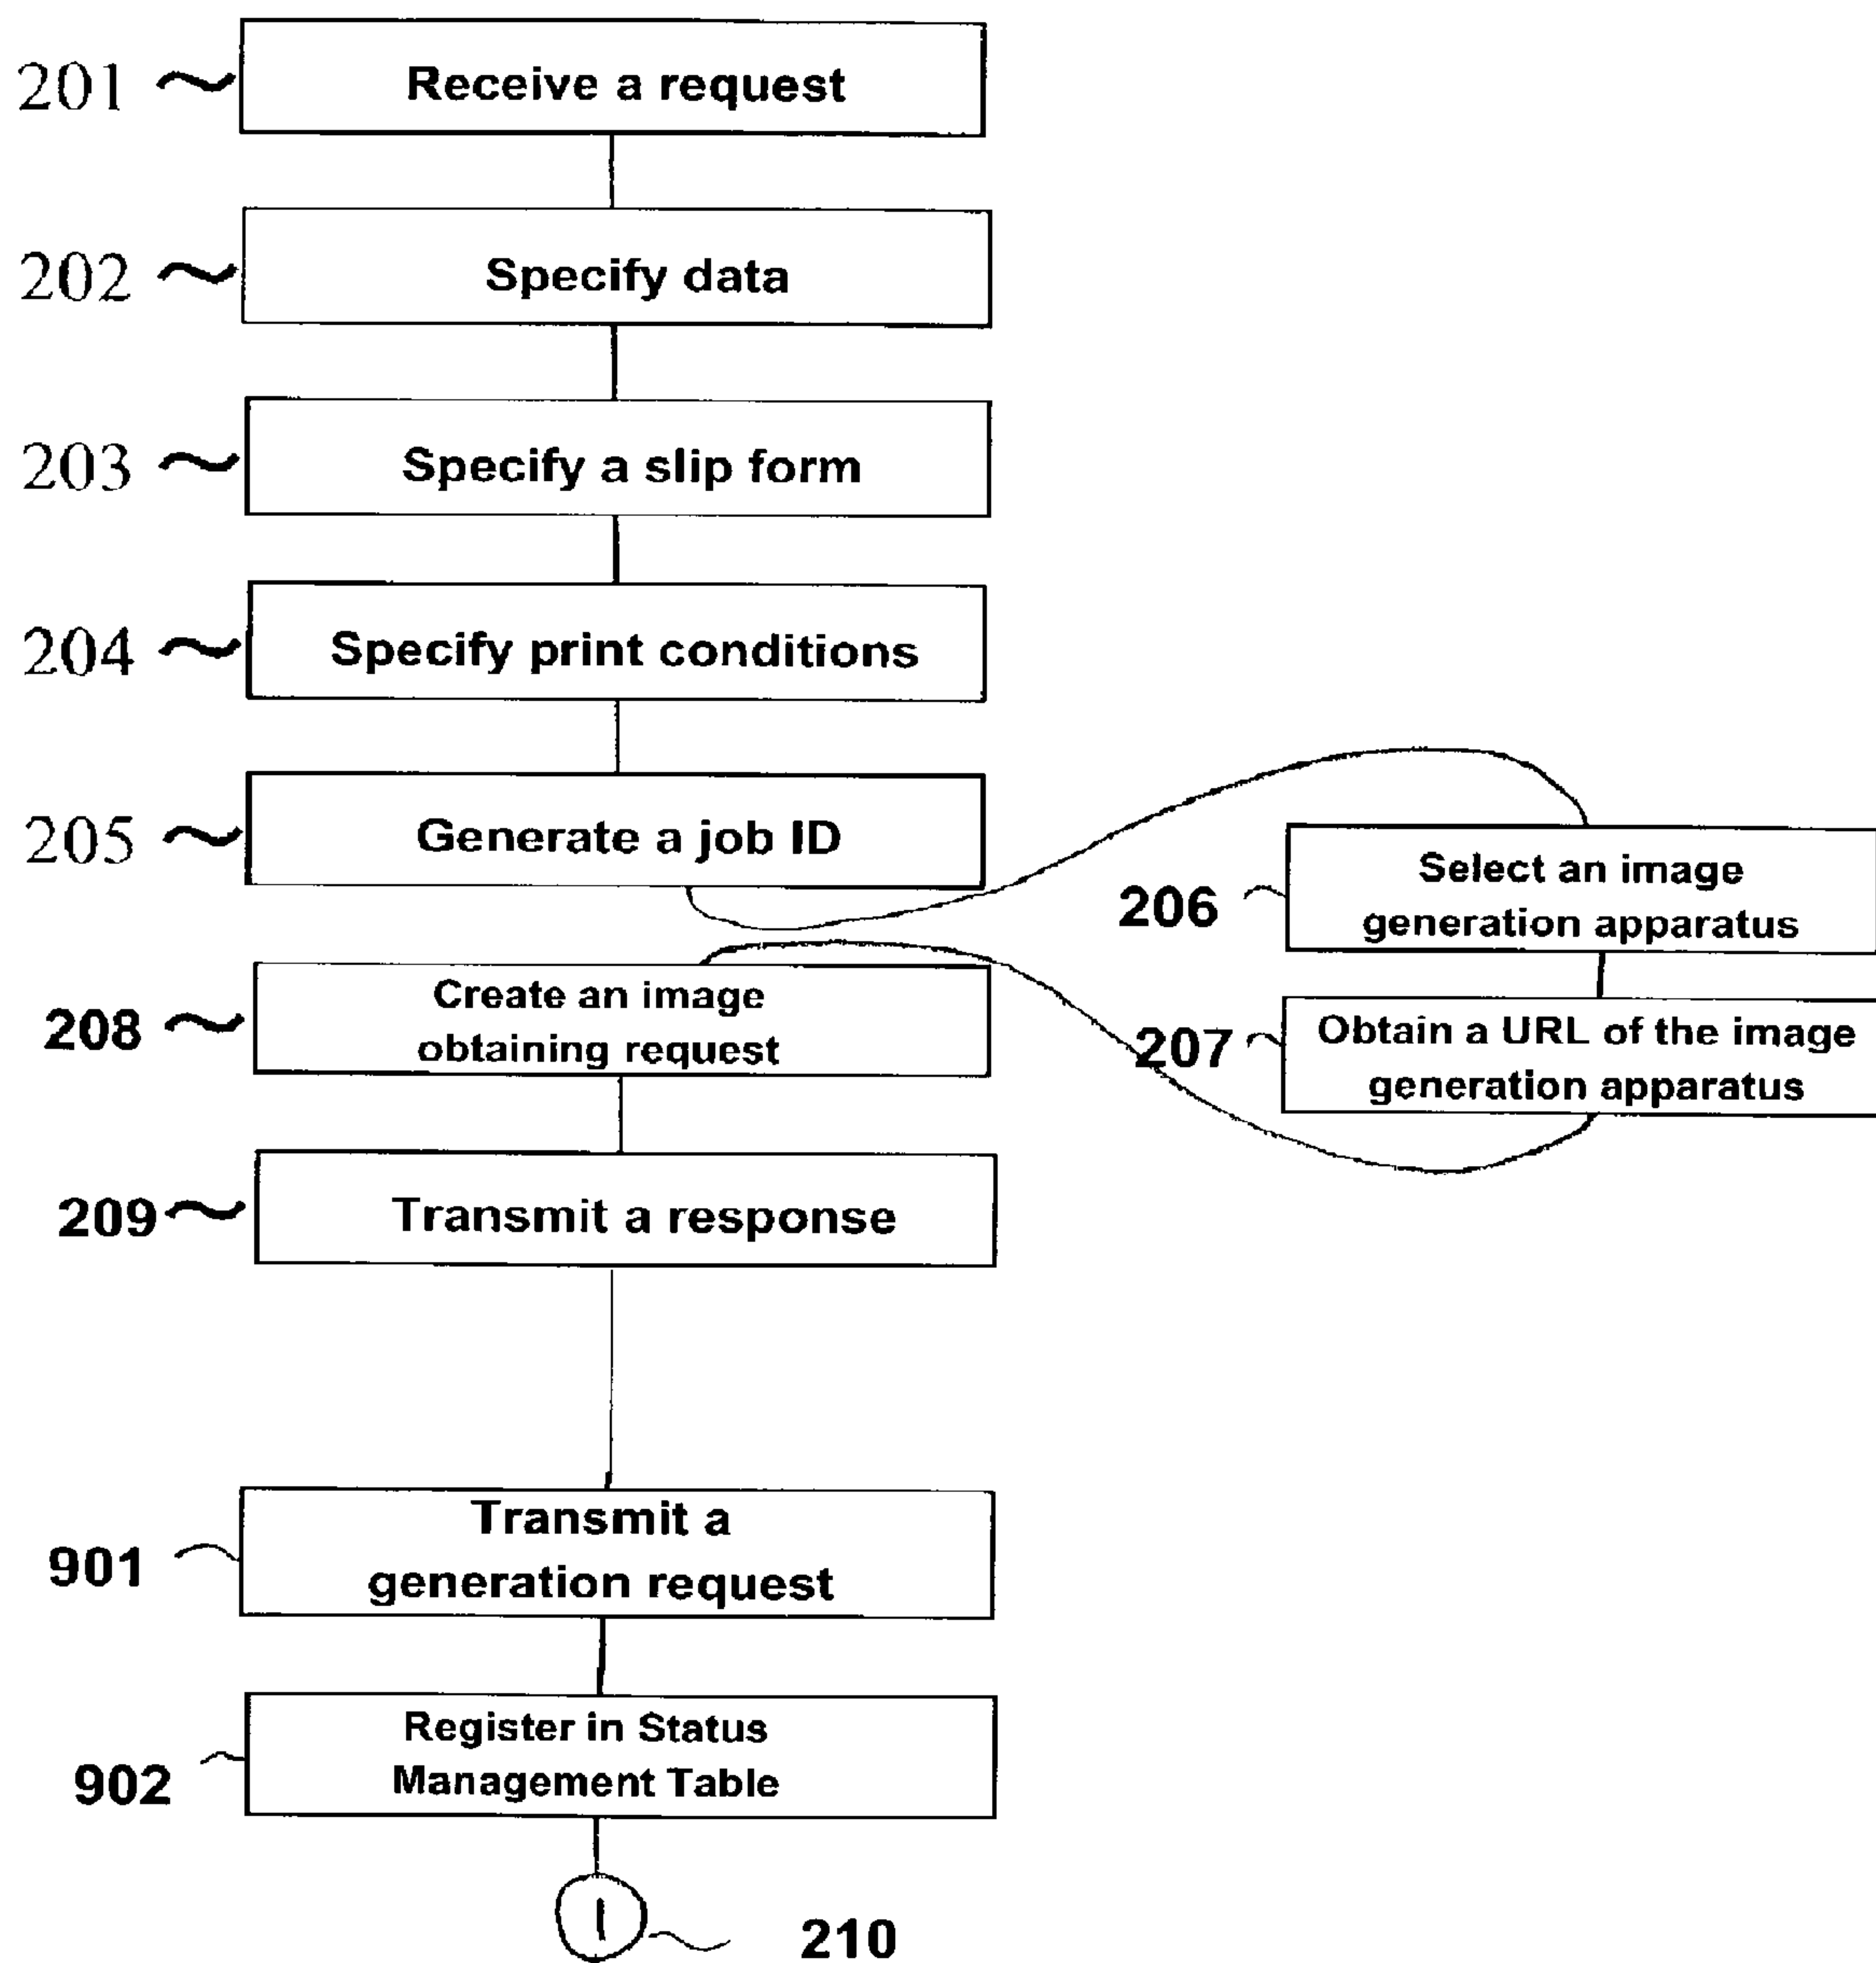 201 Receive a request
202 Specify data
203 Specify a slip form
204 Specify print conditions
205 Generate a job ID
206 Select an image
generation apparatus
207 Obtain a URL of the image
generation apparatus
208 Create an image
obtaining request
209 Transmit a response
901 Transmit a
generation request
902 Register in Status
Management Table
1 210